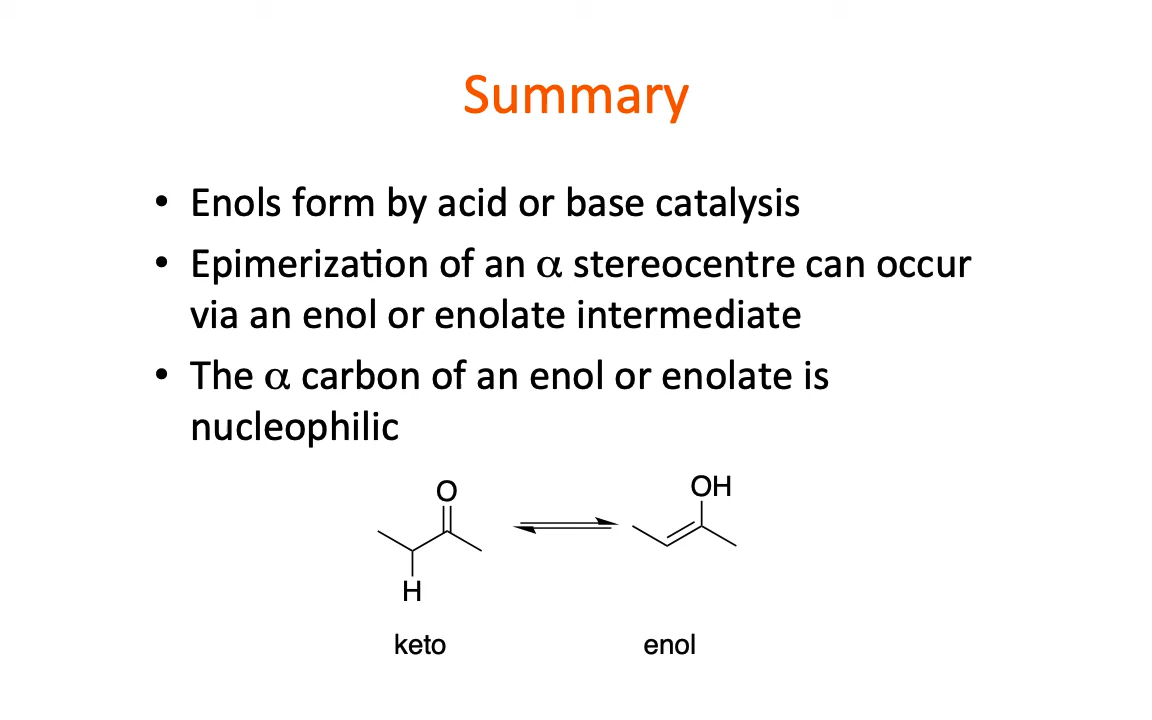 Summary
• Enols form by acid or base catalysis
• Epimerization of an α stereocentre can occur
via an enol or enolate intermediate
• The α carbon of an enol or enolate is
nucleophilic
O
OH
H
keto
enol